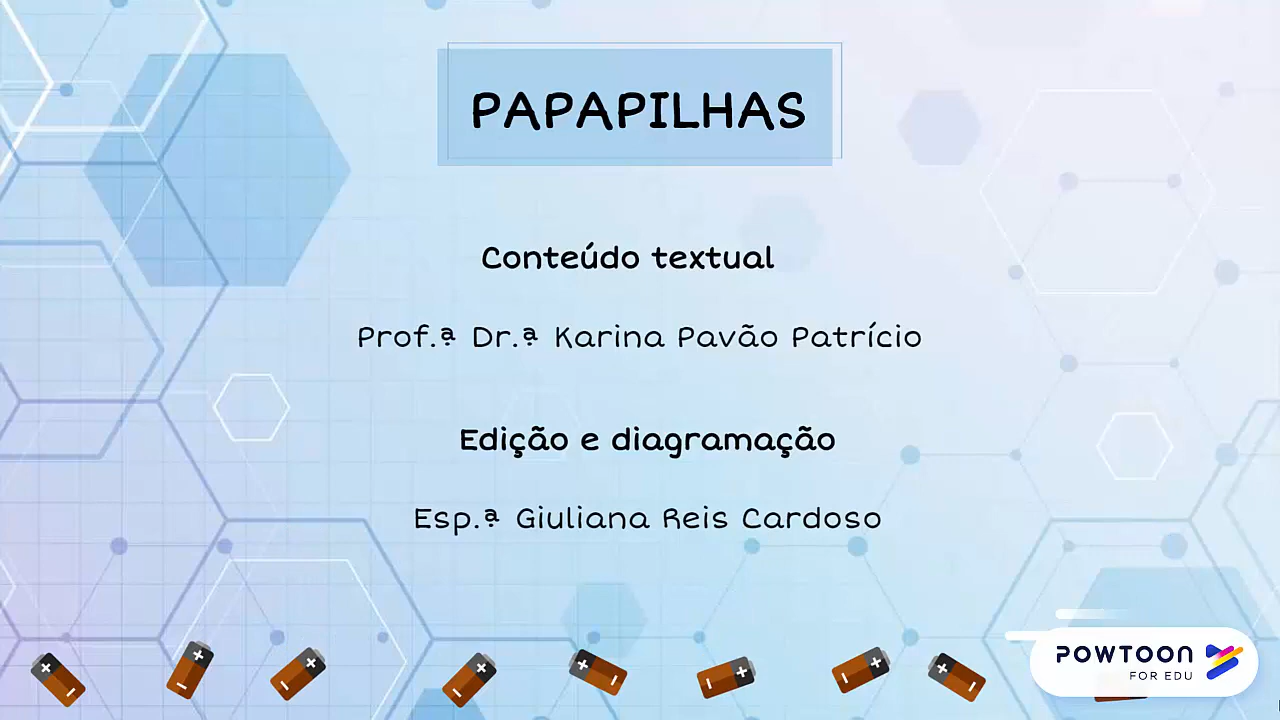 PAPAPILHAS
Conteúdo textual
Prof.ª Dr.ª Karina Pavão Patrício
Edição e diagramação
Esp.ª Giuliana Reis Cardoso
POWTOON
FOR EDU